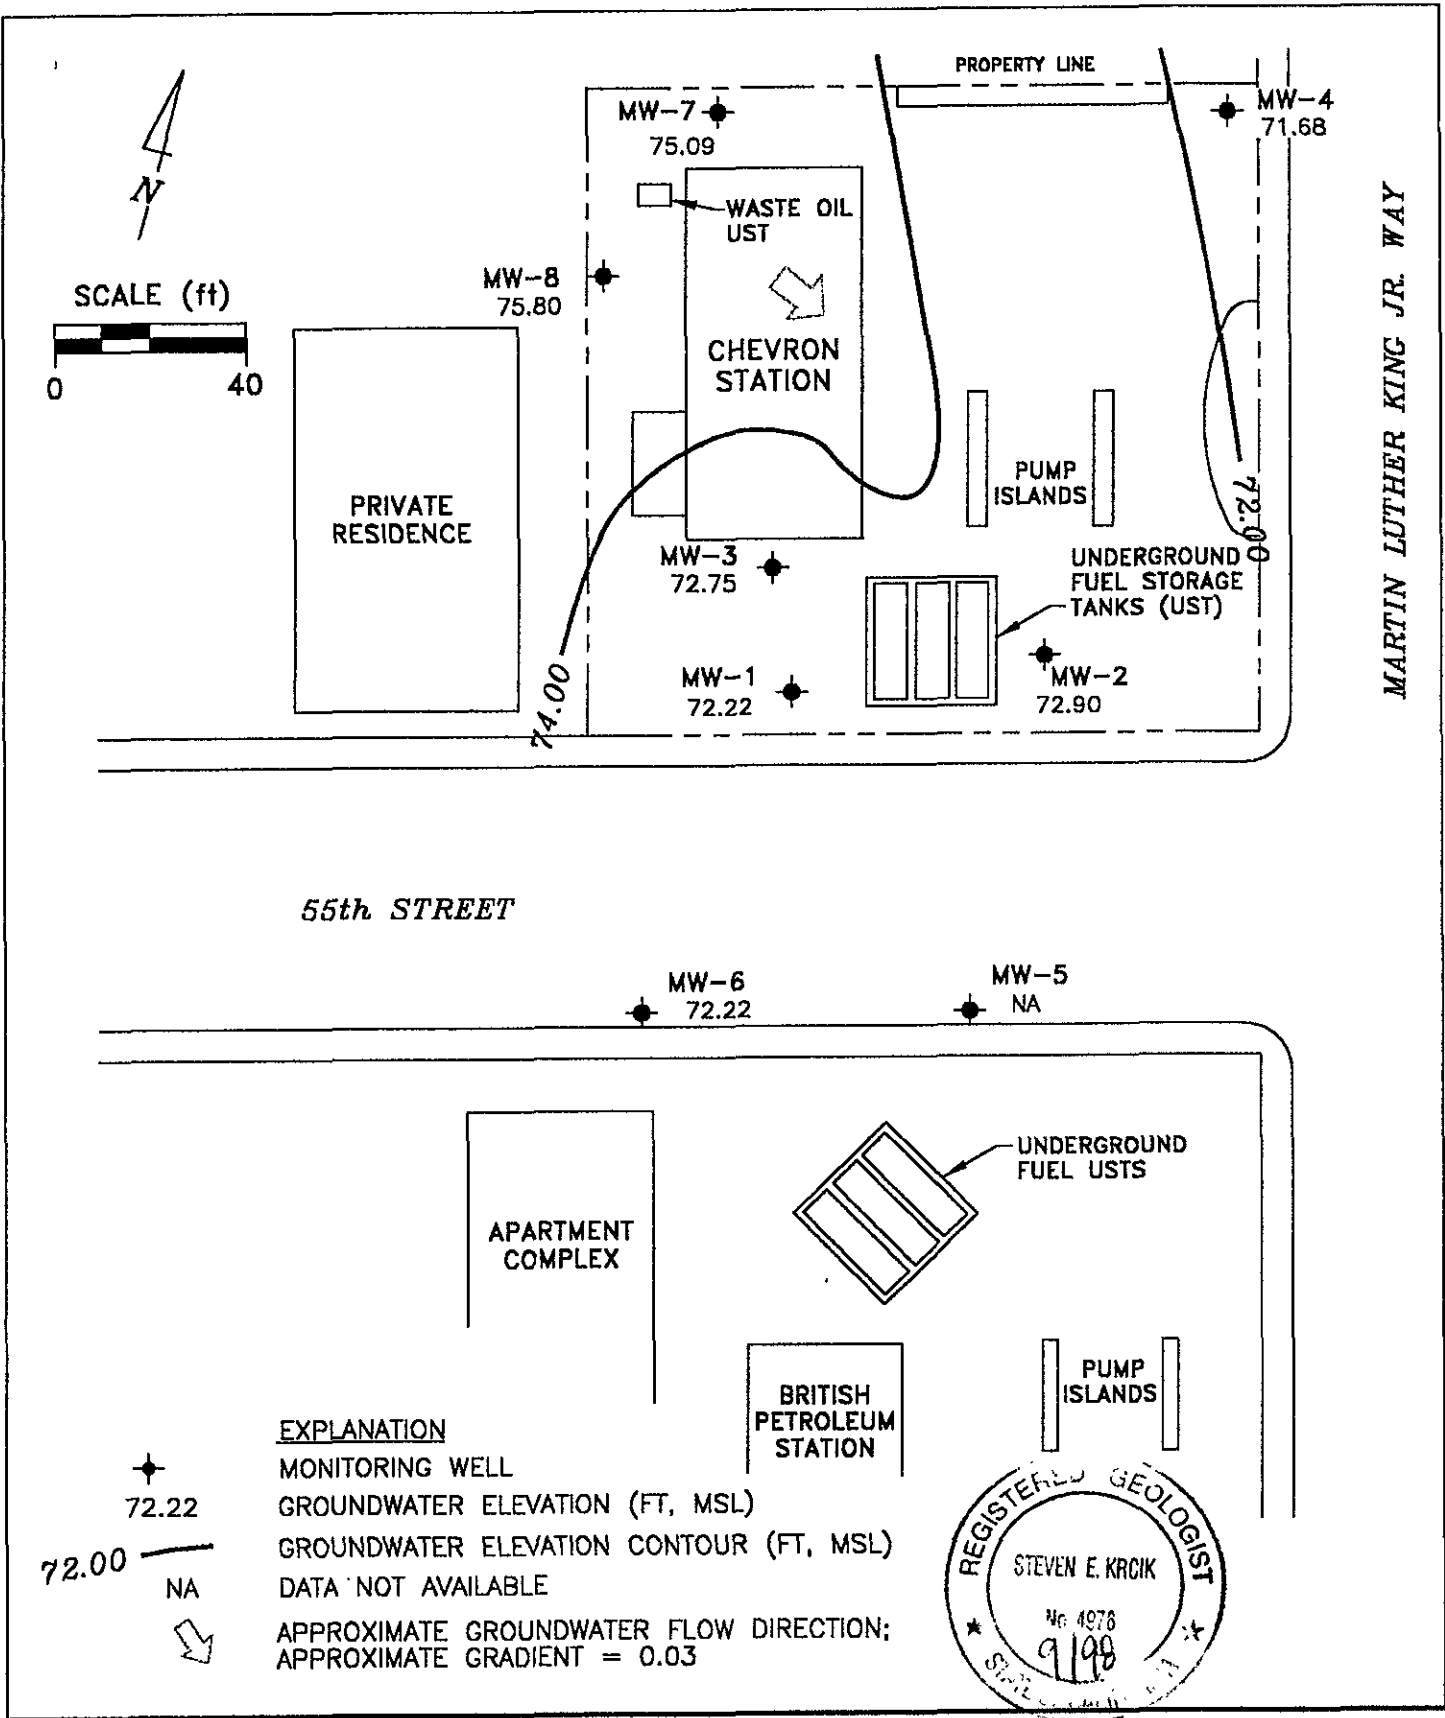 PROPERTY LINE
MW-7
75.09
MW-4
71.68
N
WASTE OIL
UST
MW-8
75.80
SCALE (ft)
0 40
CHEVRON
STATION
MARTIN LUTHER KING JR. WAY
PRIVATE
RESIDENCE
PUMP
ISLANDS
72.00
MW-3
72.75
UNDERGROUND
FUEL STORAGE
TANKS (UST)
74.00
MW-1
72.22
MW-2
72.90
55th STREET
MW-6
72.22
MW-5
NA
UNDERGROUND
FUEL USTS
APARTMENT
COMPLEX
PUMP
ISLANDS
BRITISH
PETROLEUM
STATION
EXPLANATION
MONITORING WELL
72.22 GROUNDWATER ELEVATION (FT, MSL)
72.00 GROUNDWATER ELEVATION CONTOUR (FT, MSL)
NA DATA NOT AVAILABLE
APPROXIMATE GROUNDWATER FLOW DIRECTION;
APPROXIMATE GRADIENT = 0.03
REGISTERED GEOLOGIST
STEVEN E. KRCIK
No. 4976
9/98